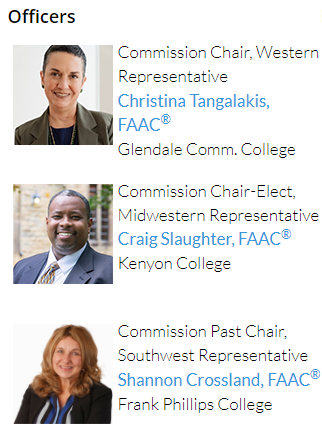 Officers
Commission Chair, Western
Representative
Christina Tangalakis,
FAAC®
Glendale Comm. College
Commission Chair-Elect,
Midwestern Representative
Craig Slaughter, FAAC®
Kenyon College
Commission Past Chair,
Southwest Representative
Shannon Crossland, FAAC®
Frank Phillips College